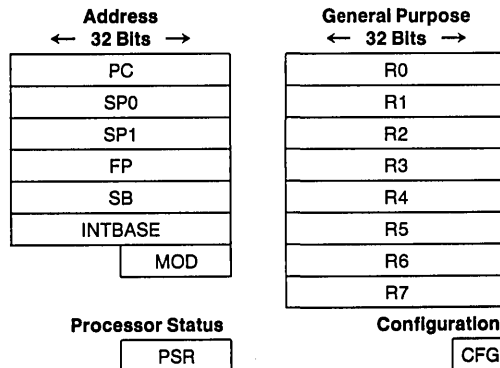 Address
← 32 Bits →
PC
SP0
SP1
FP
SB
INTBASE
MOD
Processor Status
PSR
General Purpose
← 32 Bits →
R0
R1
R2
R3
R4
R5
R6
R7
Configuration
CFG